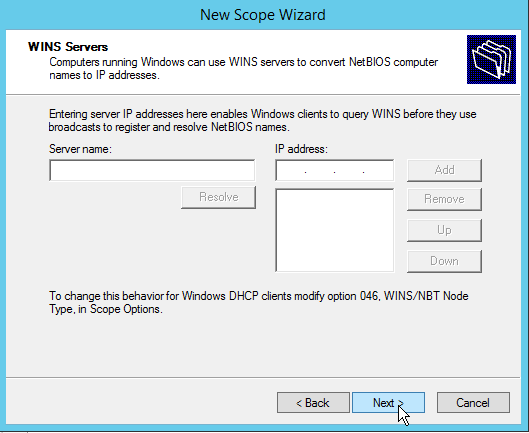 New Scope Wizard
WINS Servers
Computers running Windows can use WINS servers to convert NetBIOS computer
names to IP addresses.
Entering server IP addresses here enables Windows clients to query WINS before they use
broadcasts to register and resolve NetBIOS names.
Server name:
IP address:
. . .
Add
Resolve
Remove
Up
Down
To change this behavior for Windows DHCP clients modify option 046, WINS/NBT Node
Type, in Scope Options.
< Back
Next >
Cancel